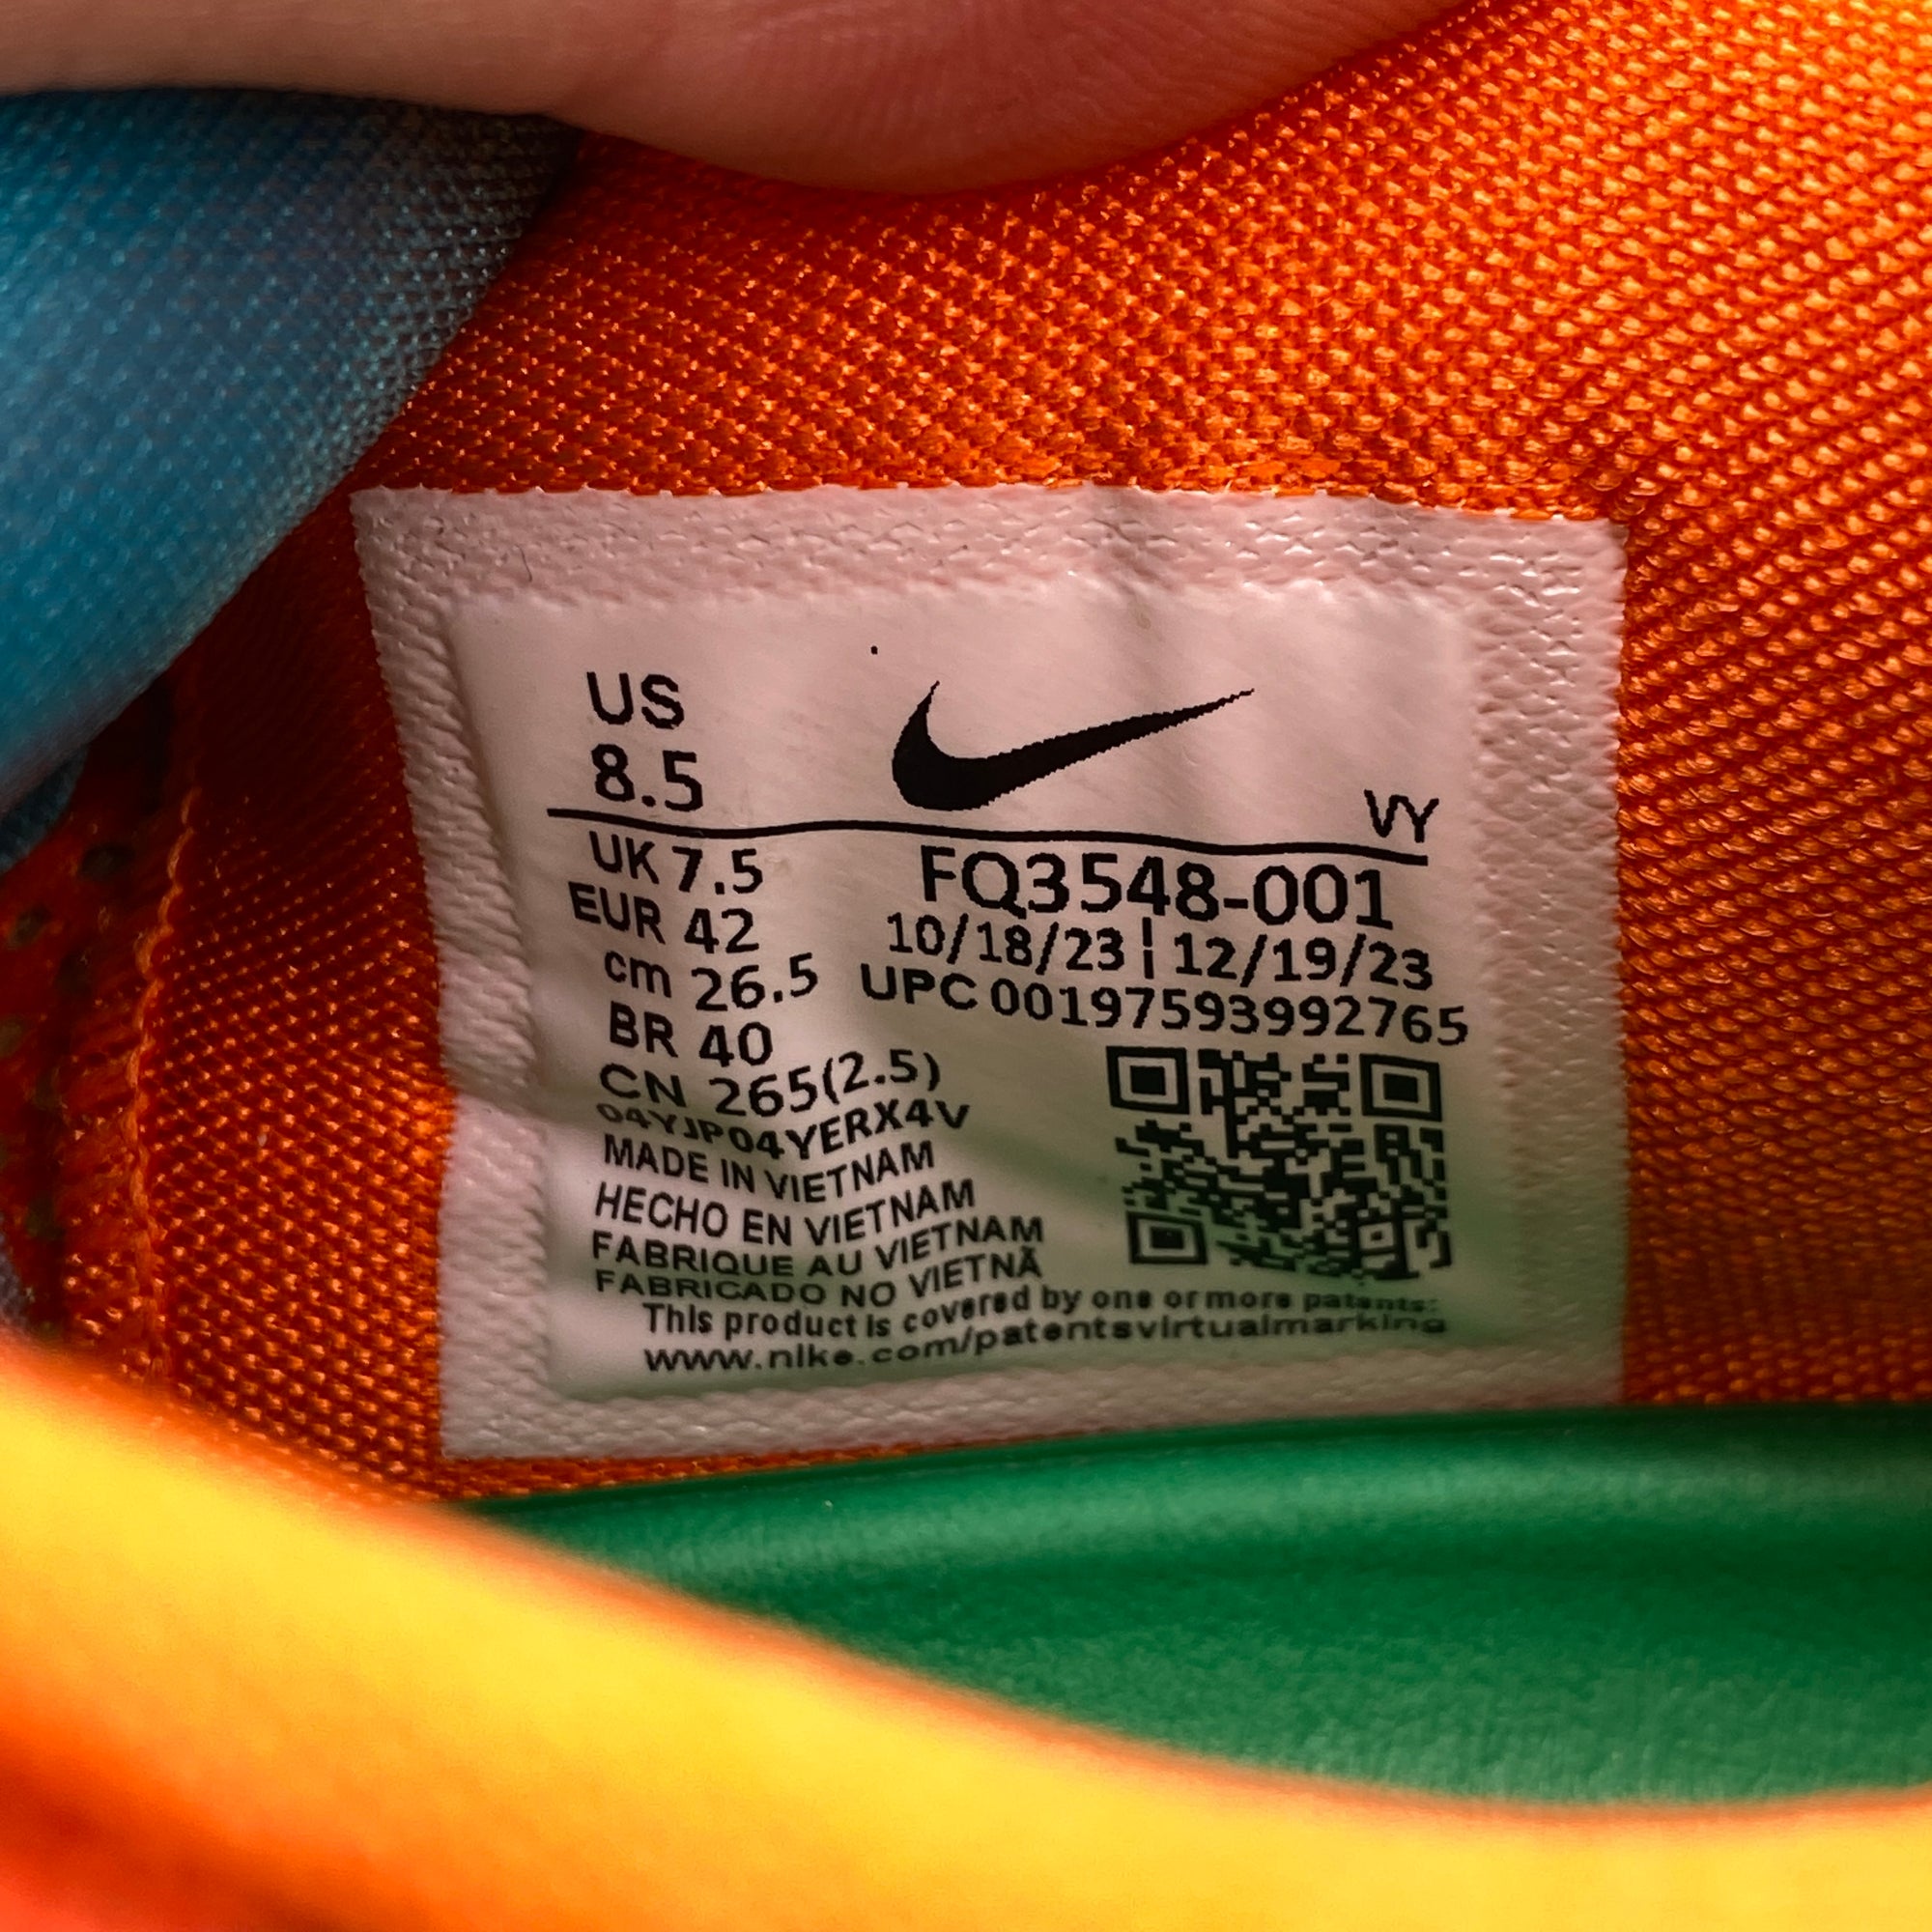 US
8.5
VY
UK 7.5
FQ3548-001
EUR 42
10/18/23 | 12/19/23
cm 26.5
UPC 00197593992765
BR 40
CN 265(2.5)
04YJP04YERX4V
MADE IN VIETNAM
HECHO EN VIETNAM
FABRIQUE AU VIETNAM
FABRICADO NO VIETNÃ
This product is covered by one or more patents:
www.nike.com/patentsvirtualmarking